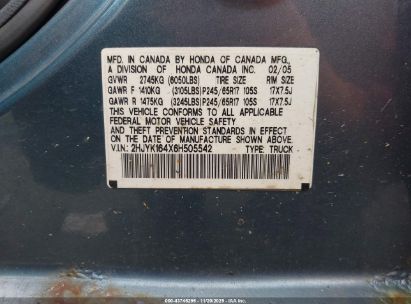 MFD. IN CANADA BY HONDA OF CANADA MFG.,
A DIVISION OF HONDA CANADA INC. 02/05
GVWR 2745KG (6050LBS) TIRE SIZE RIM SIZE
GAWR F 1410KG (3105LBS) P245/65R17 105S 17X7.5J
GAWR R 1475KG (3245LBS) P245/65R17 105S 17X7.5J
THIS VEHICLE CONFORMS TO ALL APPLICABLE
FEDERAL MOTOR VEHICLE SAFETY
AND THEFT PREVENTION STANDARDS IN EFFECT
ON THE DATE OF MANUFACTURE SHOWN ABOVE.
V.I.N.: 2HJYK164X6H505542 TYPE: TRUCK